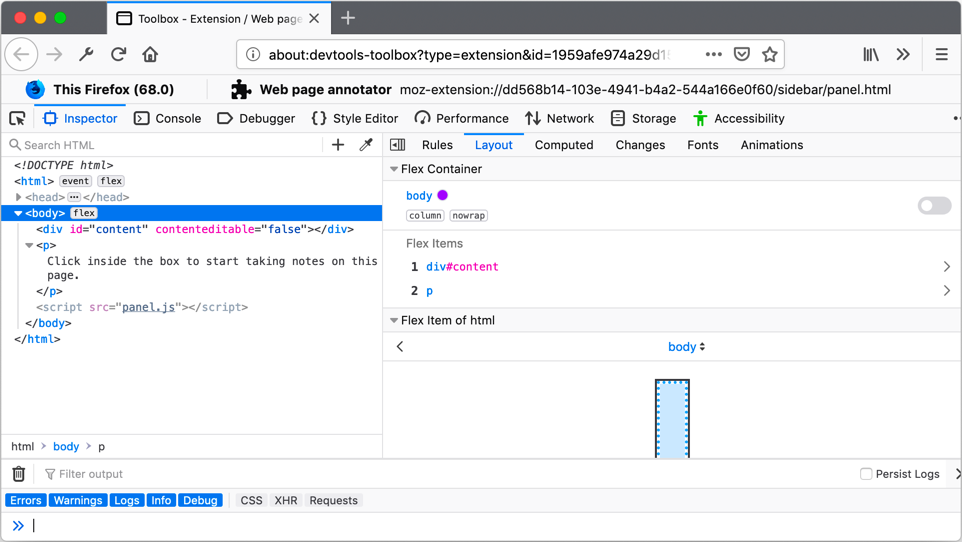 Toolbox - Extension / Web page
about:devtools-toolbox?type=extension&id=1959afe974a29d15
This Firefox (68.0) Web page annotator moz-extension://dd568b14-103e-4941-b4a2-544a166e0f60/sidebar/panel.html
Inspector Console Debugger {} Style Editor Performance Network Storage Accessibility
Search HTML
Rules Layout Computed Changes Fonts Animations
<!DOCTYPE html>
<html> event flex
<head> ••• </head>
<body> flex
<div id="content" contenteditable="false"></div>
<p>
Click inside the box to start taking notes on this
page.
</p>
<script src="panel.js"></script>
</body>
</html>
html > body > p
Flex Container
body
column nowrap
Flex Items
1 div#content
2 p
Flex Item of html
body
Filter output Persist Logs
Errors Warnings Logs Info Debug CSS XHR Requests